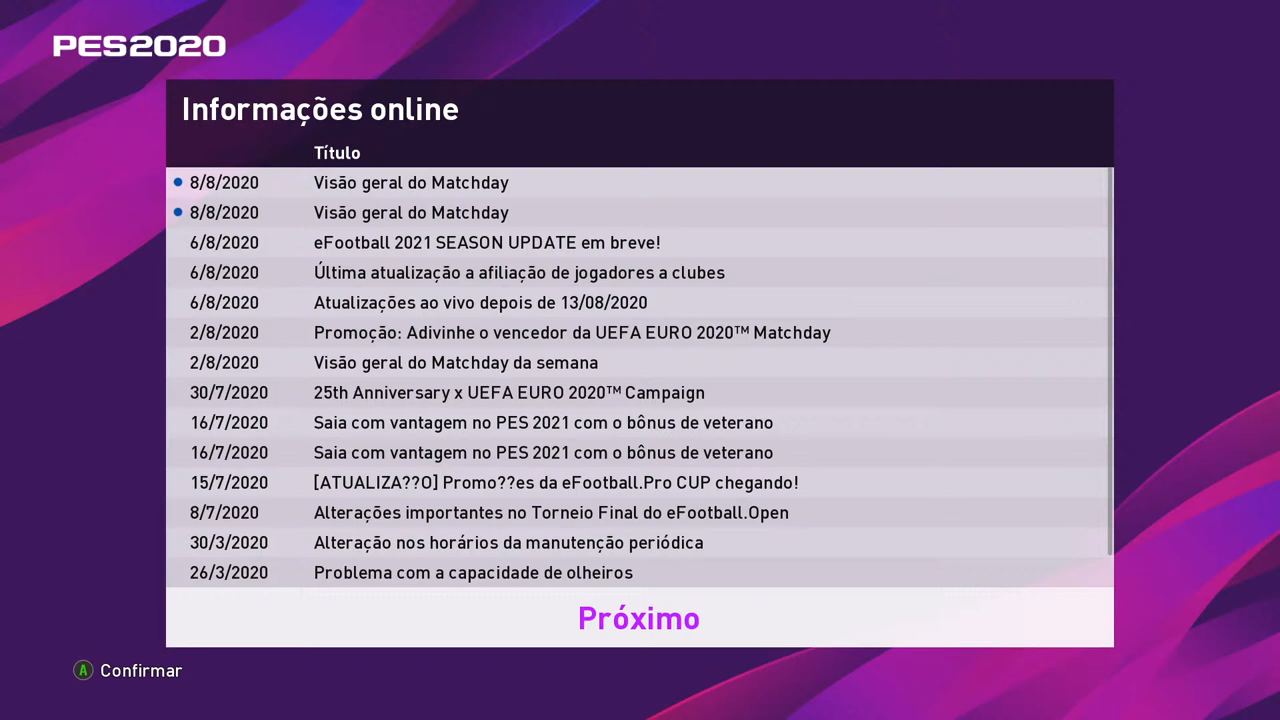 PES2020
Informações online
Título
8/8/2020 Visão geral do Matchday
8/8/2020 Visão geral do Matchday
6/8/2020 eFootball 2021 SEASON UPDATE em breve!
6/8/2020 Última atualização a afiliação de jogadores a clubes
6/8/2020 Atualizações ao vivo depois de 13/08/2020
2/8/2020 Promoção: Adivinhe o vencedor da UEFA EURO 2020™ Matchday
2/8/2020 Visão geral do Matchday da semana
30/7/2020 25th Anniversary x UEFA EURO 2020™ Campaign
16/7/2020 Saia com vantagem no PES 2021 com o bônus de veterano
16/7/2020 Saia com vantagem no PES 2021 com o bônus de veterano
15/7/2020 [ATUALIZA??O] Promo??es da eFootball.Pro CUP chegando!
8/7/2020 Alterações importantes no Torneio Final do eFootball.Open
30/3/2020 Alteração nos horários da manutenção periódica
26/3/2020 Problema com a capacidade de olheiros
Próximo
A Confirmar